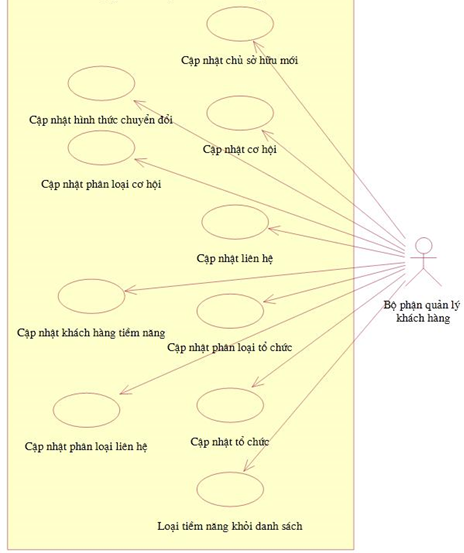 Cập nhật chủ sở hữu mới
Cập nhật hình thức chuyển đổi
Cập nhật cơ hội
Cập nhật phân loại cơ hội
Cập nhật liên hệ
Bộ phận quản lý
khách hàng
Cập nhật khách hàng tiềm năng
Cập nhật phân loại tổ chức
Cập nhật tổ chức
Cập nhật phân loại liên hệ
Loại tiềm năng khỏi danh sách